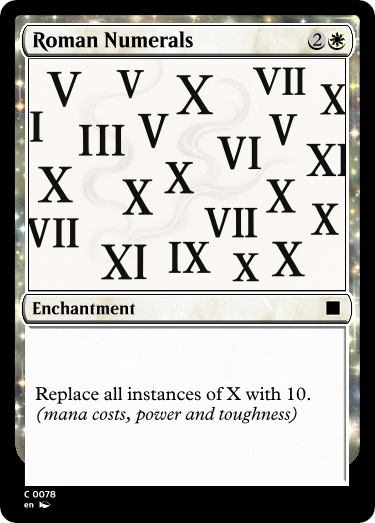 Roman Numerals 2
V V X VII X
I III V V
VI XI
X X X X
VII VII X
XI IX X X
Enchantment
Replace all instances of X with 10.
(mana costs, power and toughness)
C 0078
en